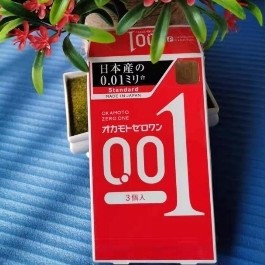 001
日本産の
0.01ミリ※
Standard
MADE IN JAPAN
OKAMOTO
ZERO ONE
オカモトゼロワン
0.01
3個入